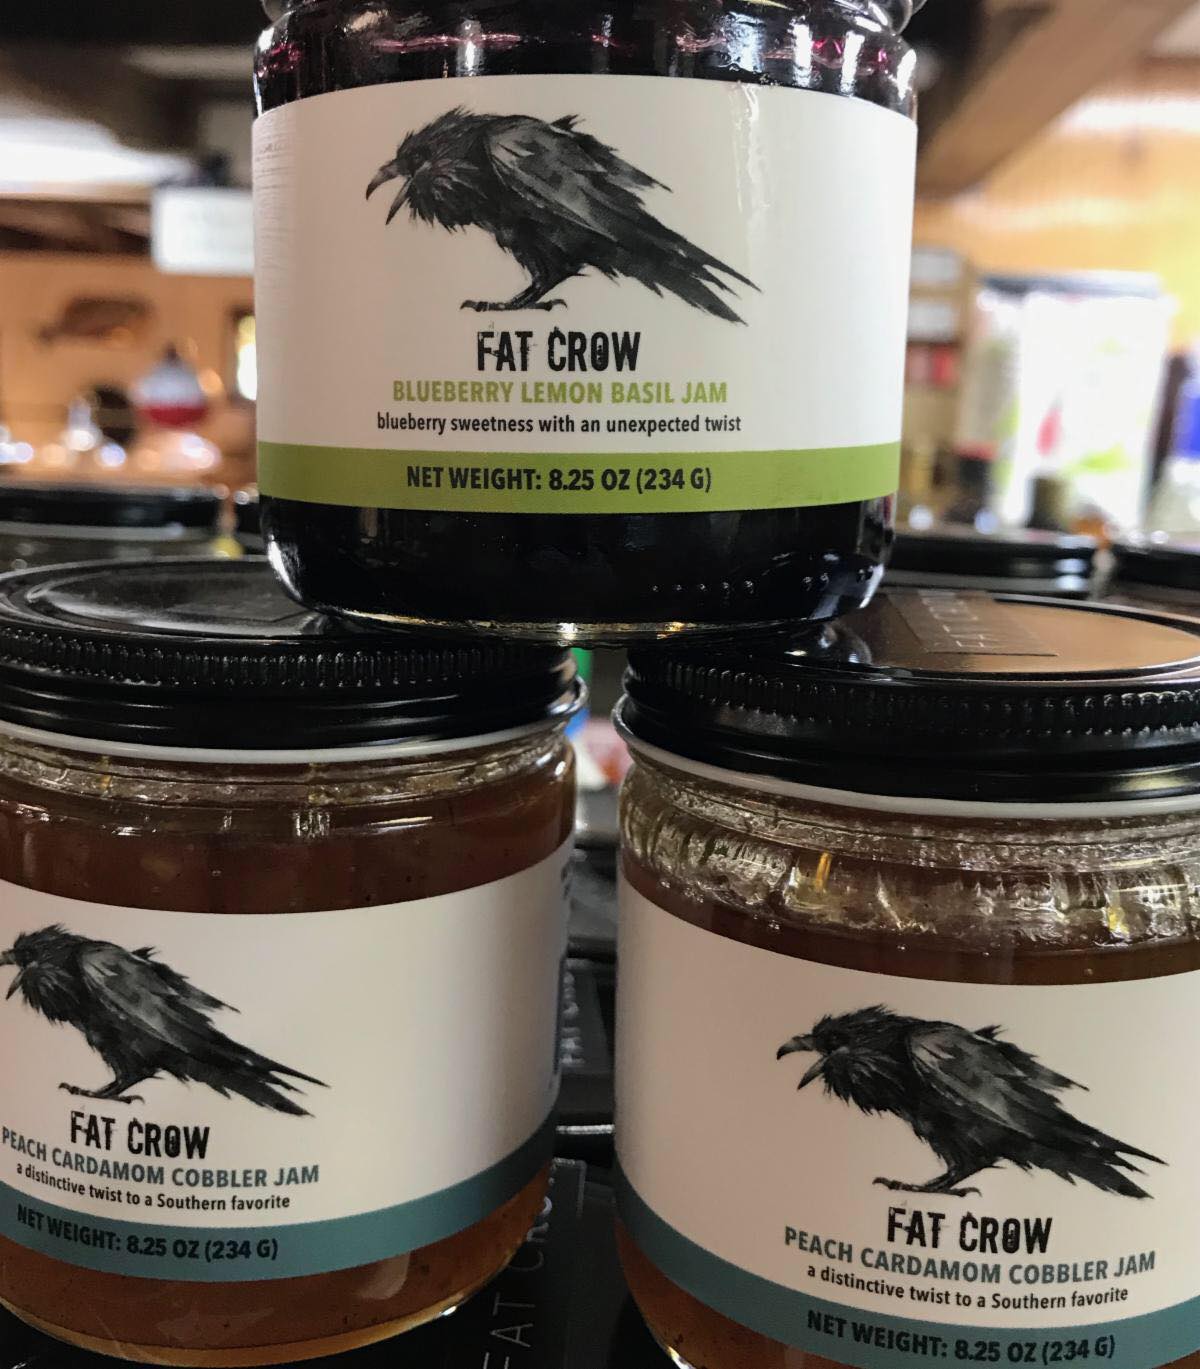 FAT CROW
BLUEBERRY LEMON BASIL JAM
blueberry sweetness with an unexpected twist
NET WEIGHT: 8.25 OZ (234 G)
FAT CROW
PEACH CARDAMOM COBBLER JAM
a distinctive twist to a Southern favorite
NET WEIGHT: 8.25 OZ (234 G)
FAT CROW
PEACH CARDAMOM COBBLER JAM
a distinctive twist to a Southern favorite
NET WEIGHT: 8.25 OZ (234 G)
FAT CROW